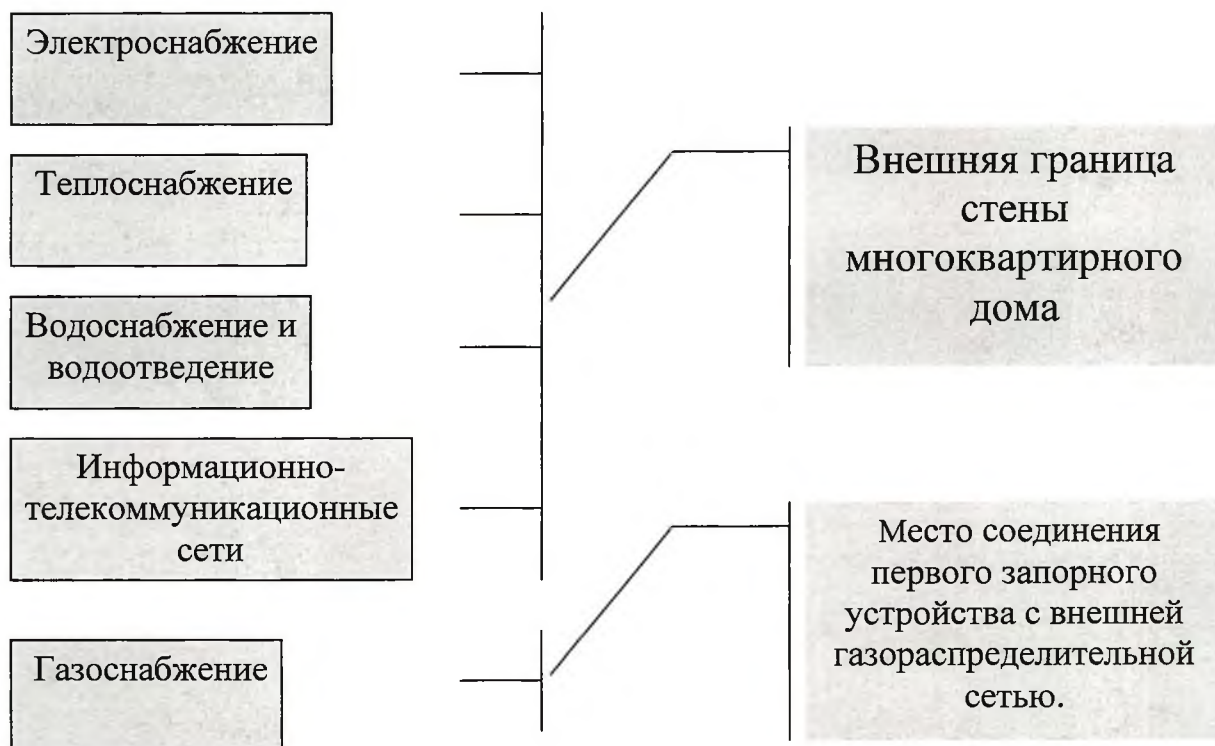 Электроснабжение
Теплоснабжение
Водоснабжение и
водоотведение
Информационно-
телекоммуникационные
сети
Газоснабжение
Внешняя граница
стены
многоквартирного
дома
Место соединения
первого запорного
устройства с внешней
газораспределительной
сетью.